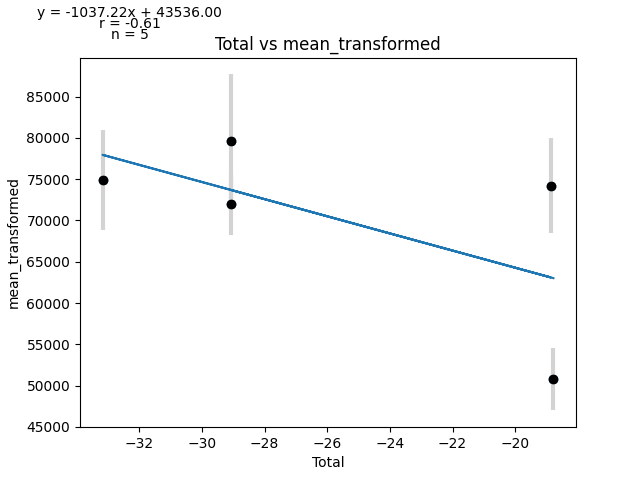 y = -1037.22x + 43536.00
r = -0.61
n = 5
Total vs mean_transformed
85000
80000
75000
70000
65000
60000
55000
50000
45000
mean_transformed
−32 −30 −28 −26 −24 −22 −20
Total